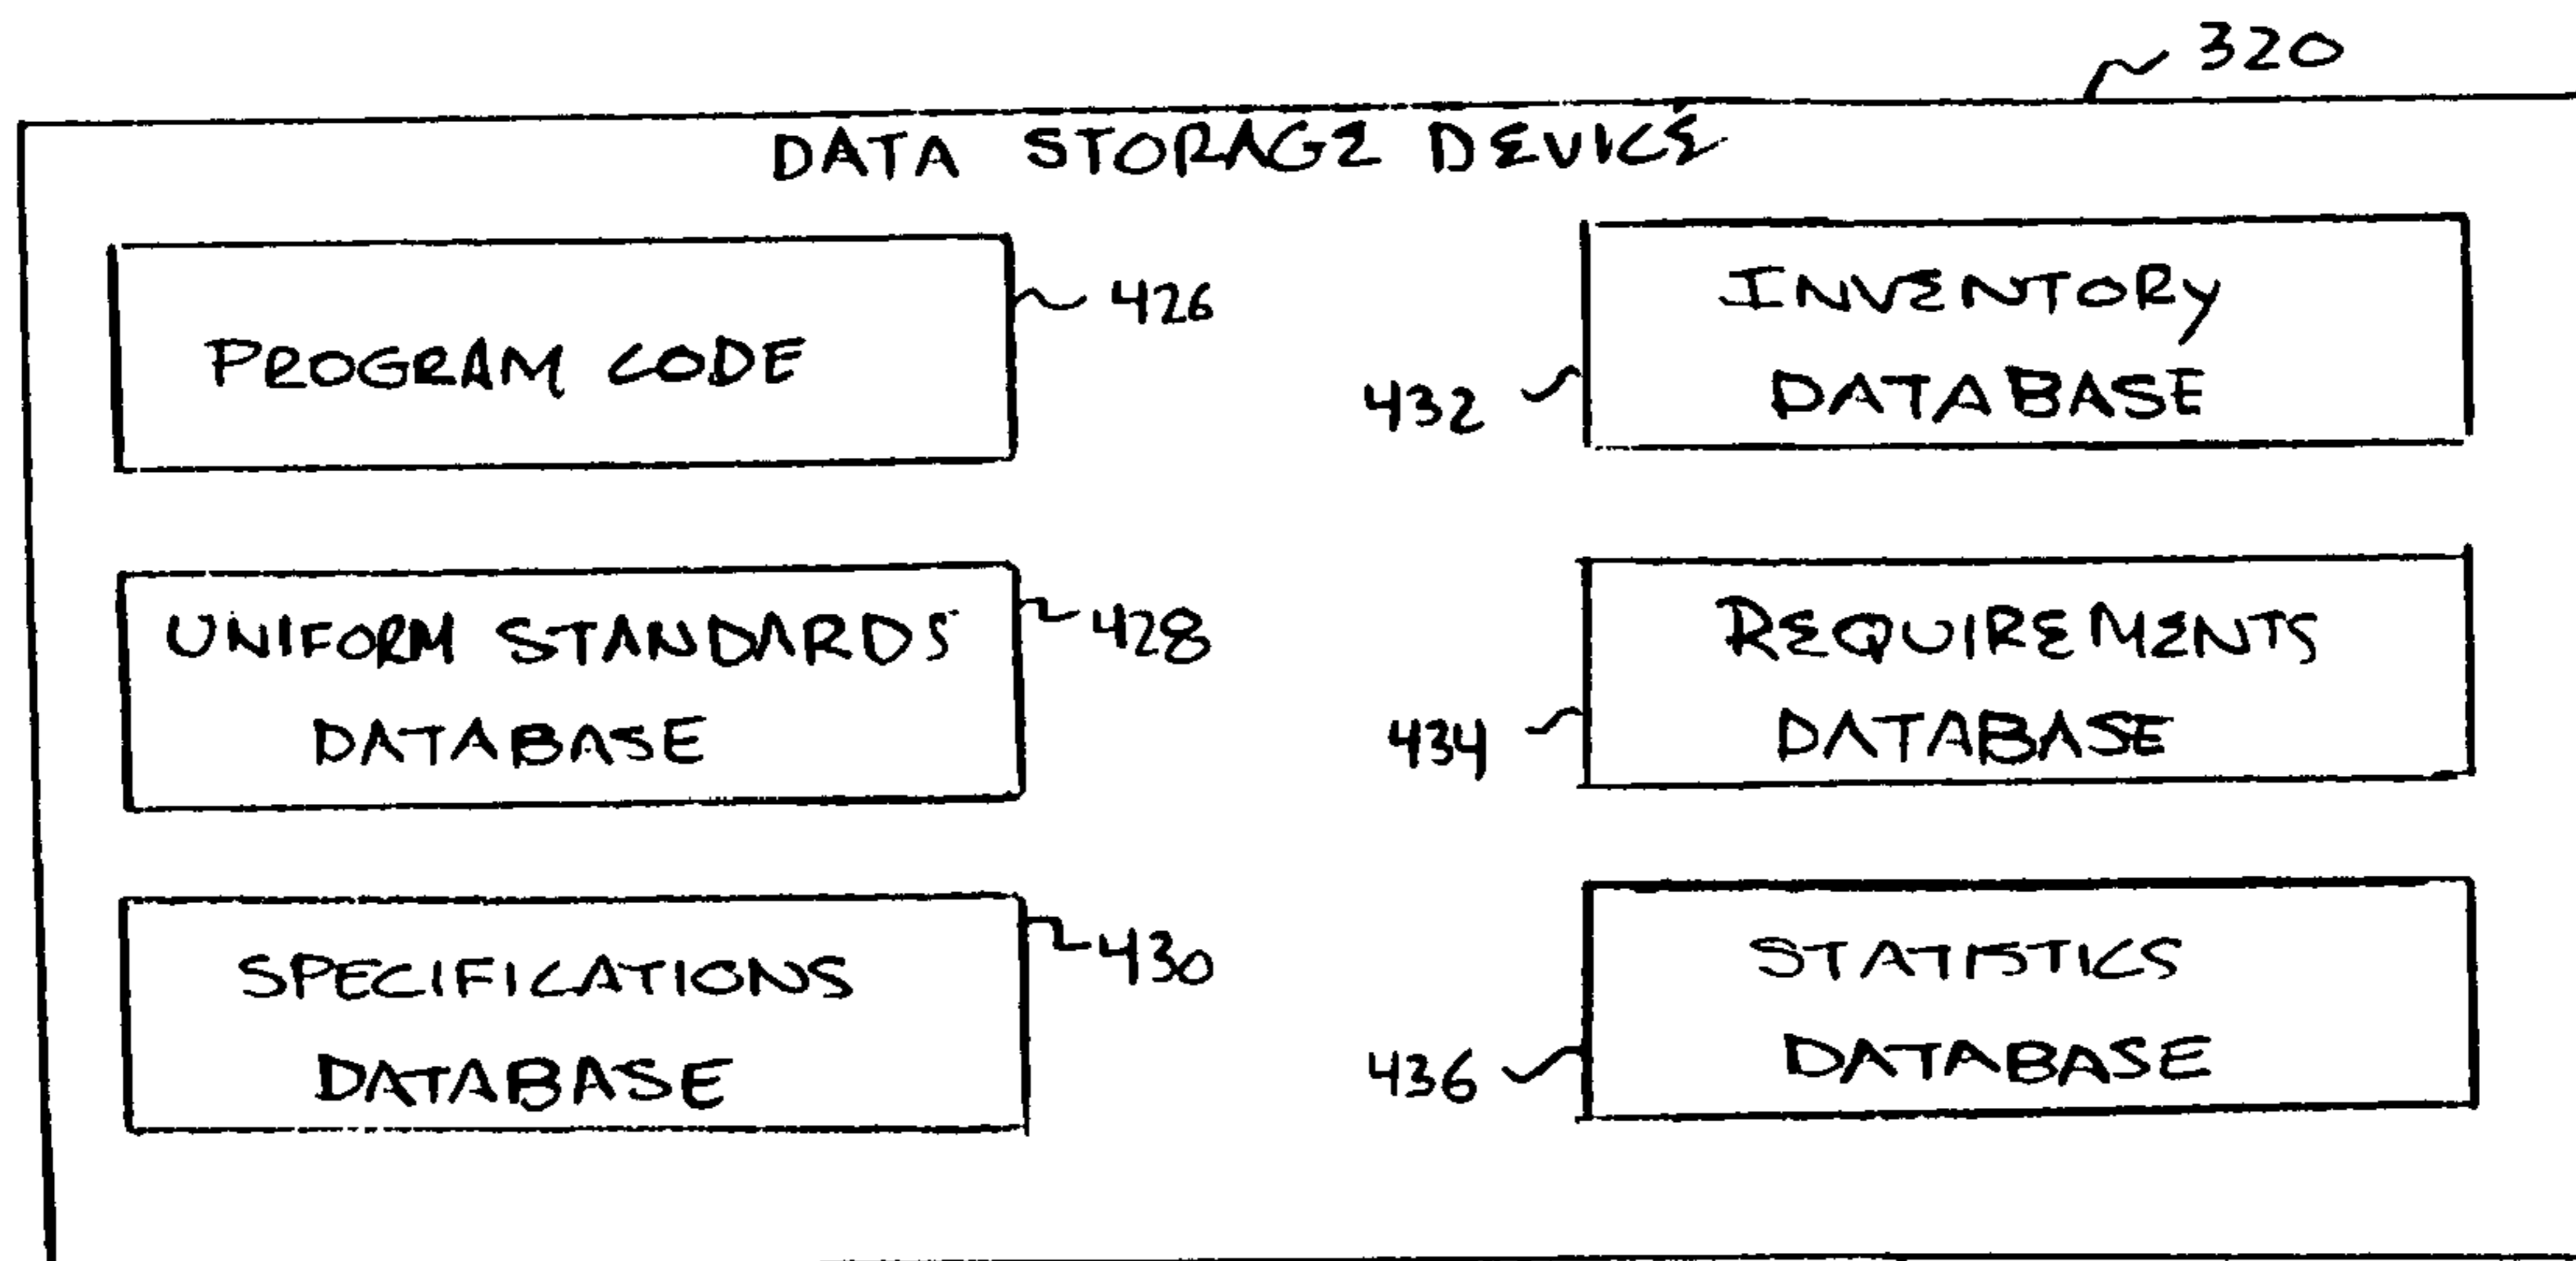 320
DATA STORAGE DEVICE
PROGRAM CODE
426
UNIFORM STANDARDS
DATABASE
428
SPECIFICATIONS
DATABASE
430
INVENTORY
DATABASE
432
REQUIREMENTS
DATABASE
434
STATISTICS
DATABASE
436